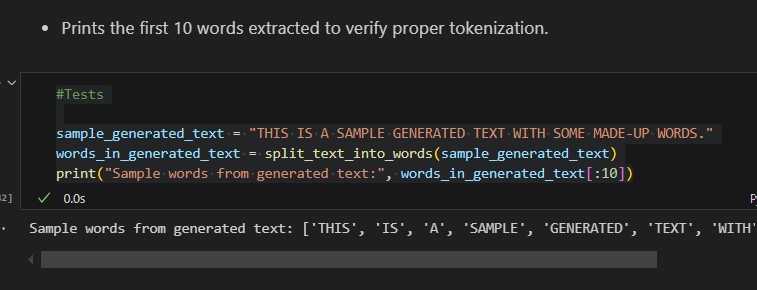 • Prints the first 10 words extracted to verify proper tokenization.
#Tests
sample_generated_text = "THIS IS A SAMPLE GENERATED TEXT WITH SOME MADE-UP WORDS."
words_in_generated_text = split_text_into_words(sample_generated_text)
print("Sample words from generated text:", words_in_generated_text[:10])
2]
0.0s
Sample words from generated text: ['THIS', 'IS', 'A', 'SAMPLE', 'GENERATED', 'TEXT', 'WITH'